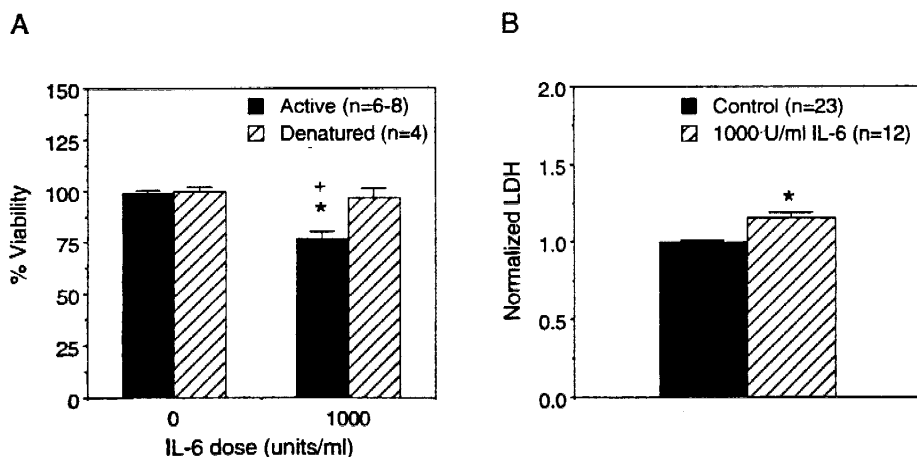 A
% Viability
150
125
100
75
50
25
0
Active (n=6-8)
Denatured (n=4)
+
*
0 1000
IL-6 dose (units/ml)
B
Normalized LDH
2.0
1.5
1.0
0.5
0.0
Control (n=23)
1000 U/ml IL-6 (n=12)
*